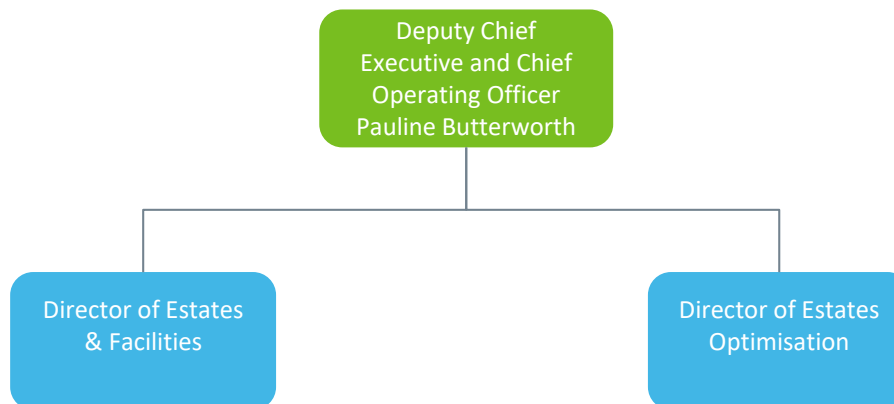 Deputy Chief
Executive and Chief
Operating Officer
Pauline Butterworth
Director of Estates
& Facilities
Director of Estates
Optimisation